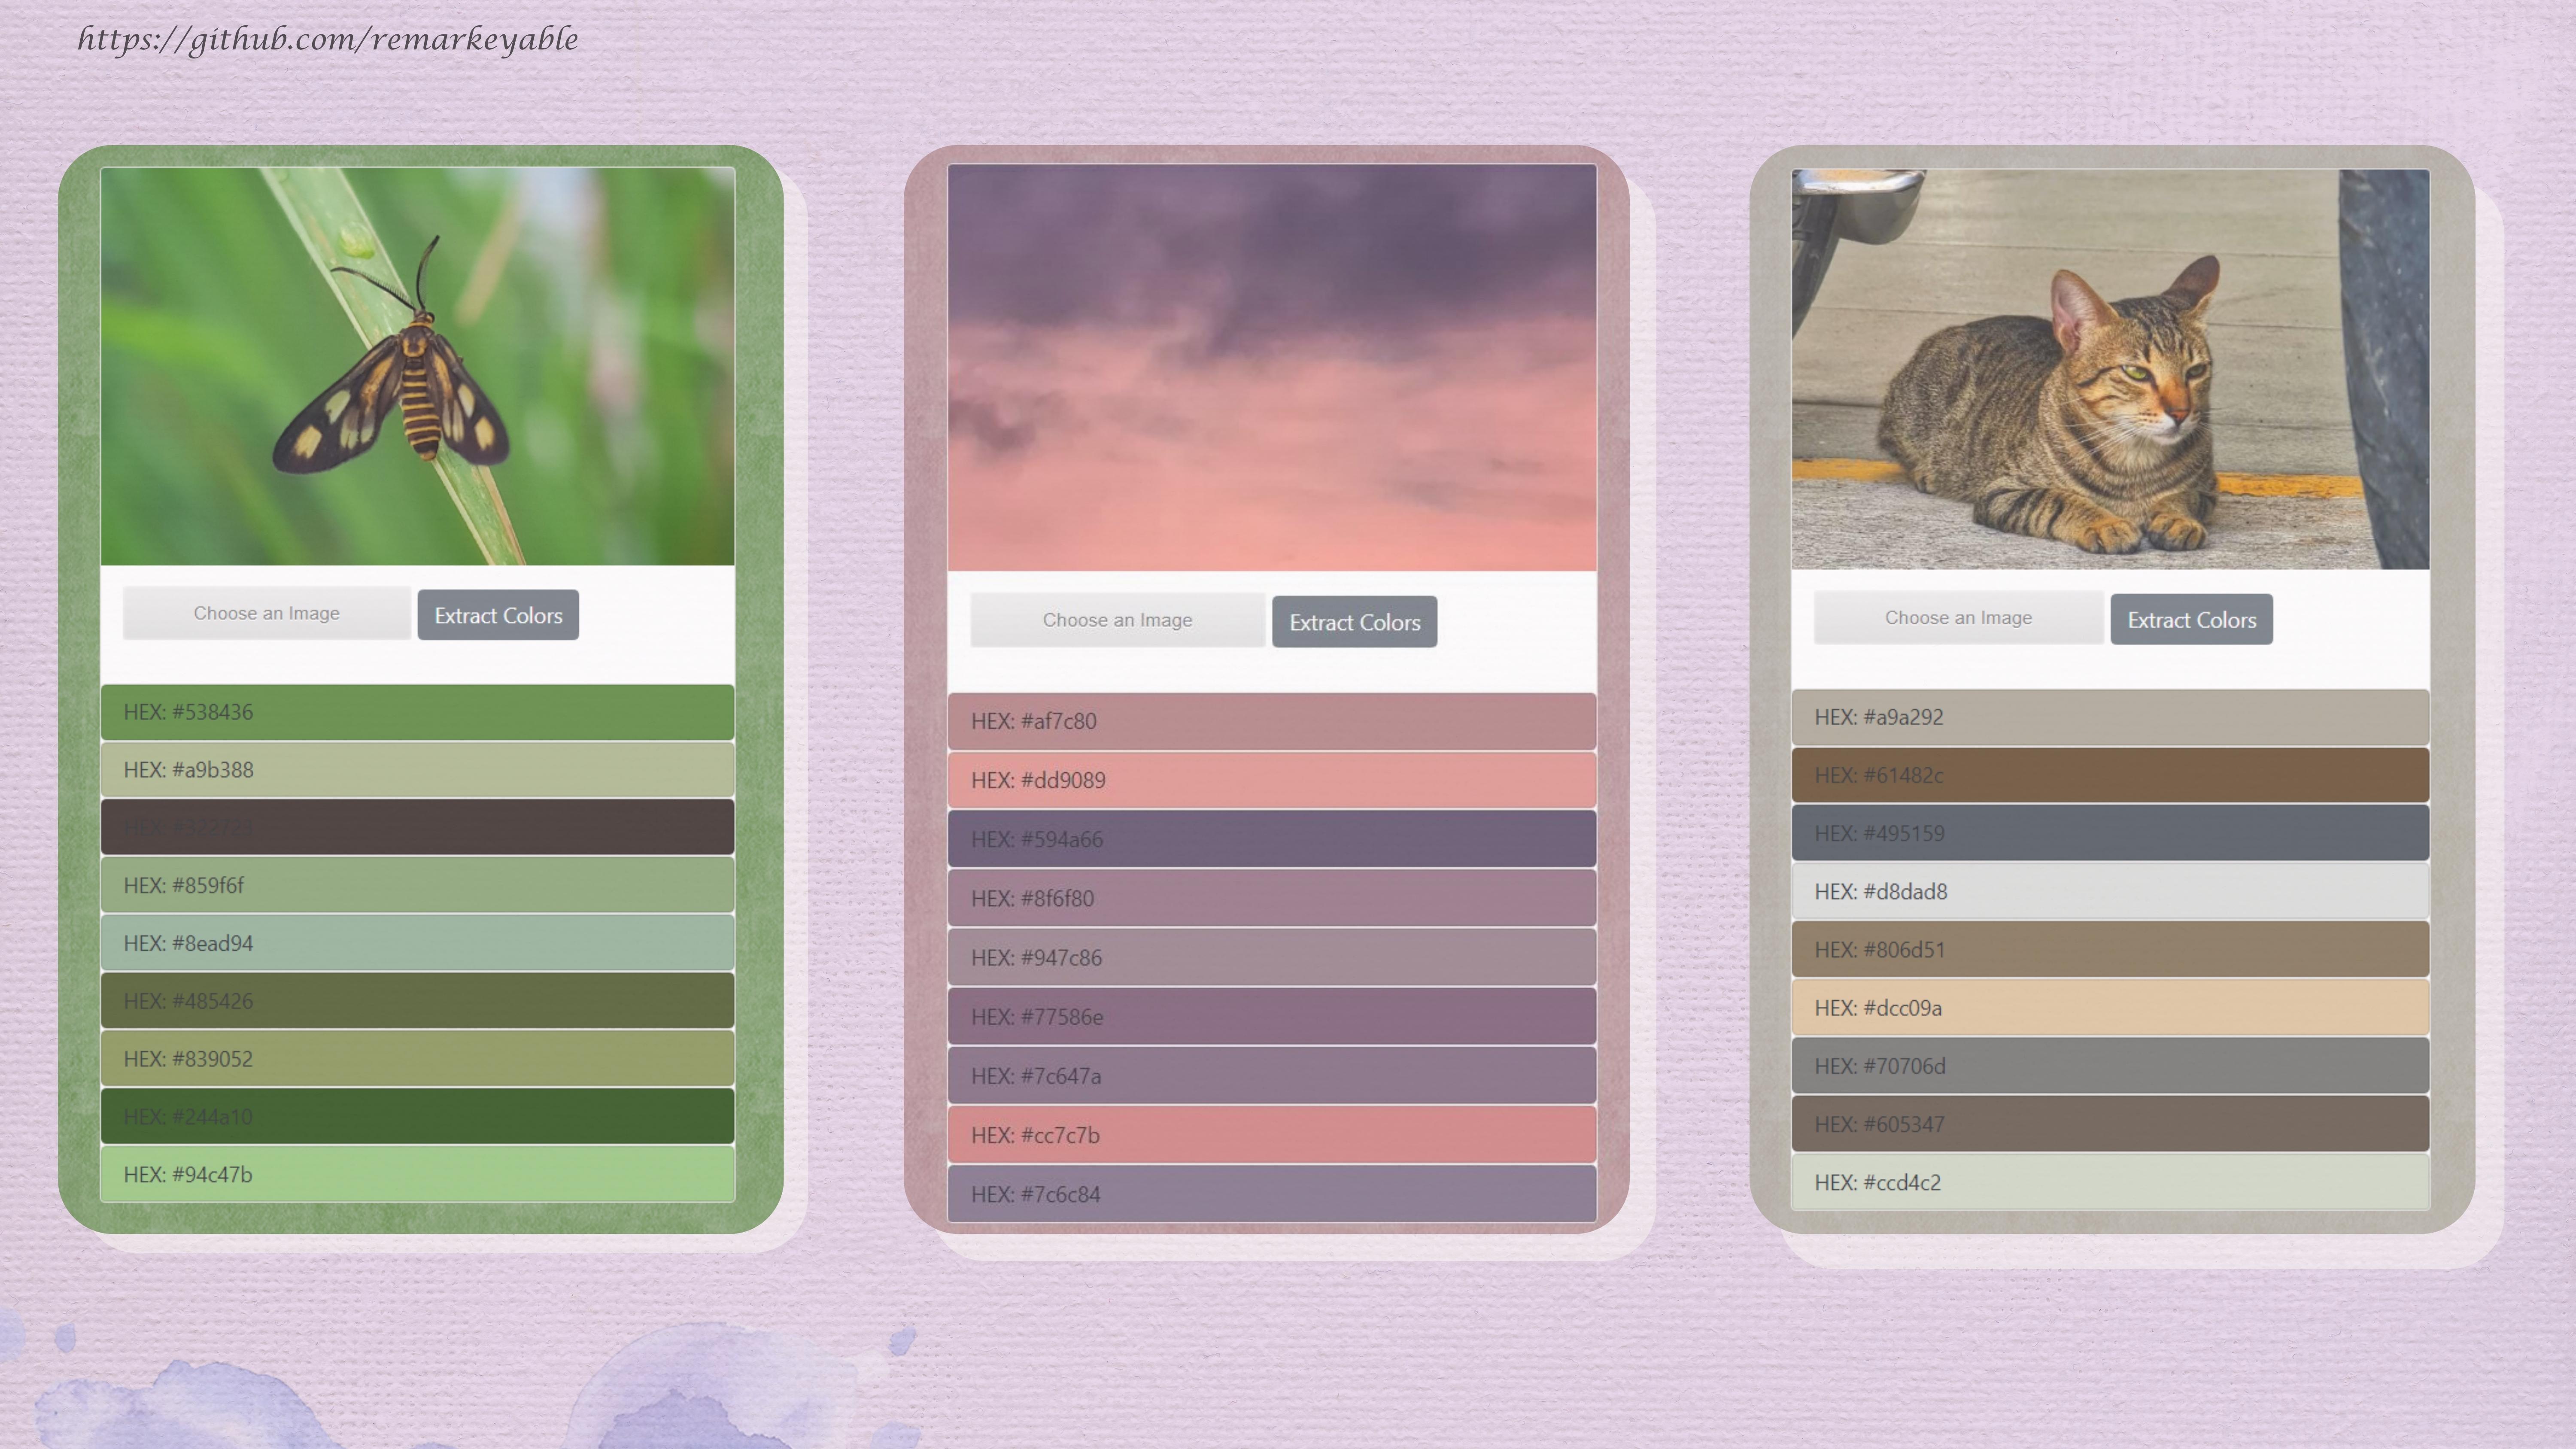 https://github.com/remarkeyable
Choose an Image
Extract Colors
HEX: #538436
HEX: #a9b388
HEX:
HEX: #859f6f
HEX: #8ead94
HEX: #485426
HEX: #839052
HEX: #244a10
HEX: #94c47b
Choose an Image
Extract Colors
HEX: #af7c80
HEX: #dd9089
HEX: #594a66
HEX: #8f6f80
HEX: #947c86
HEX: #77586e
HEX: #7c647a
HEX: #cc7c7b
HEX: #7c6c84
Choose an Image
Extract Colors
HEX: #a9a292
HEX: #61482c
HEX: #495159
HEX: #d8dad8
HEX: #806d51
HEX: #dcc09a
HEX: #70706d
HEX: #605347
HEX: #ccd4c2